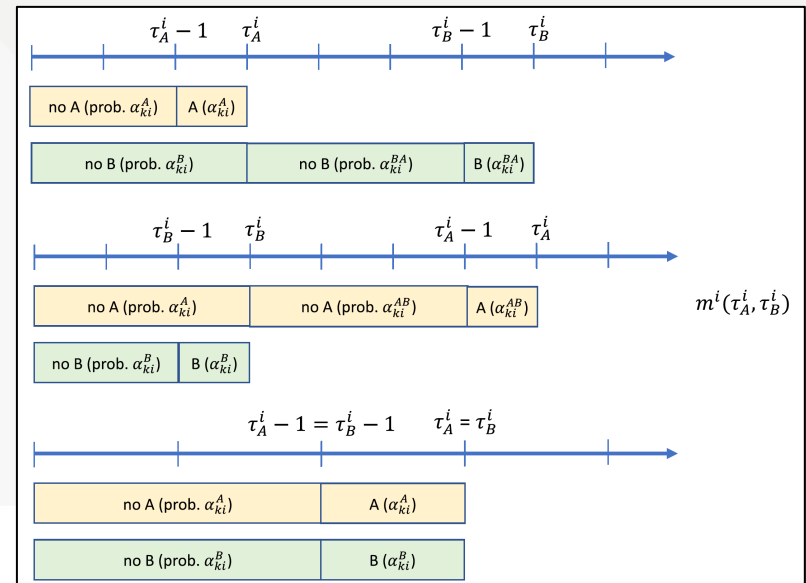 τ_A^i − 1 τ_A^i τ_B^i − 1 τ_B^i
no A (prob. α_{ki}^A) A (α_{ki}^A)
no B (prob. α_{ki}^B) no B (prob. α_{ki}^{BA}) B (α_{ki}^{BA})
τ_B^i − 1 τ_B^i τ_A^i − 1 τ_A^i
no A (prob. α_{ki}^A) no A (prob. α_{ki}^{AB}) A (α_{ki}^{AB})
m^i(τ_A^i, τ_B^i)
no B (prob. α_{ki}^B) B (α_{ki}^B)
τ_A^i − 1 = τ_B^i − 1 τ_A^i = τ_B^i
no A (prob. α_{ki}^A) A (α_{ki}^A)
no B (prob. α_{ki}^B) B (α_{ki}^B)